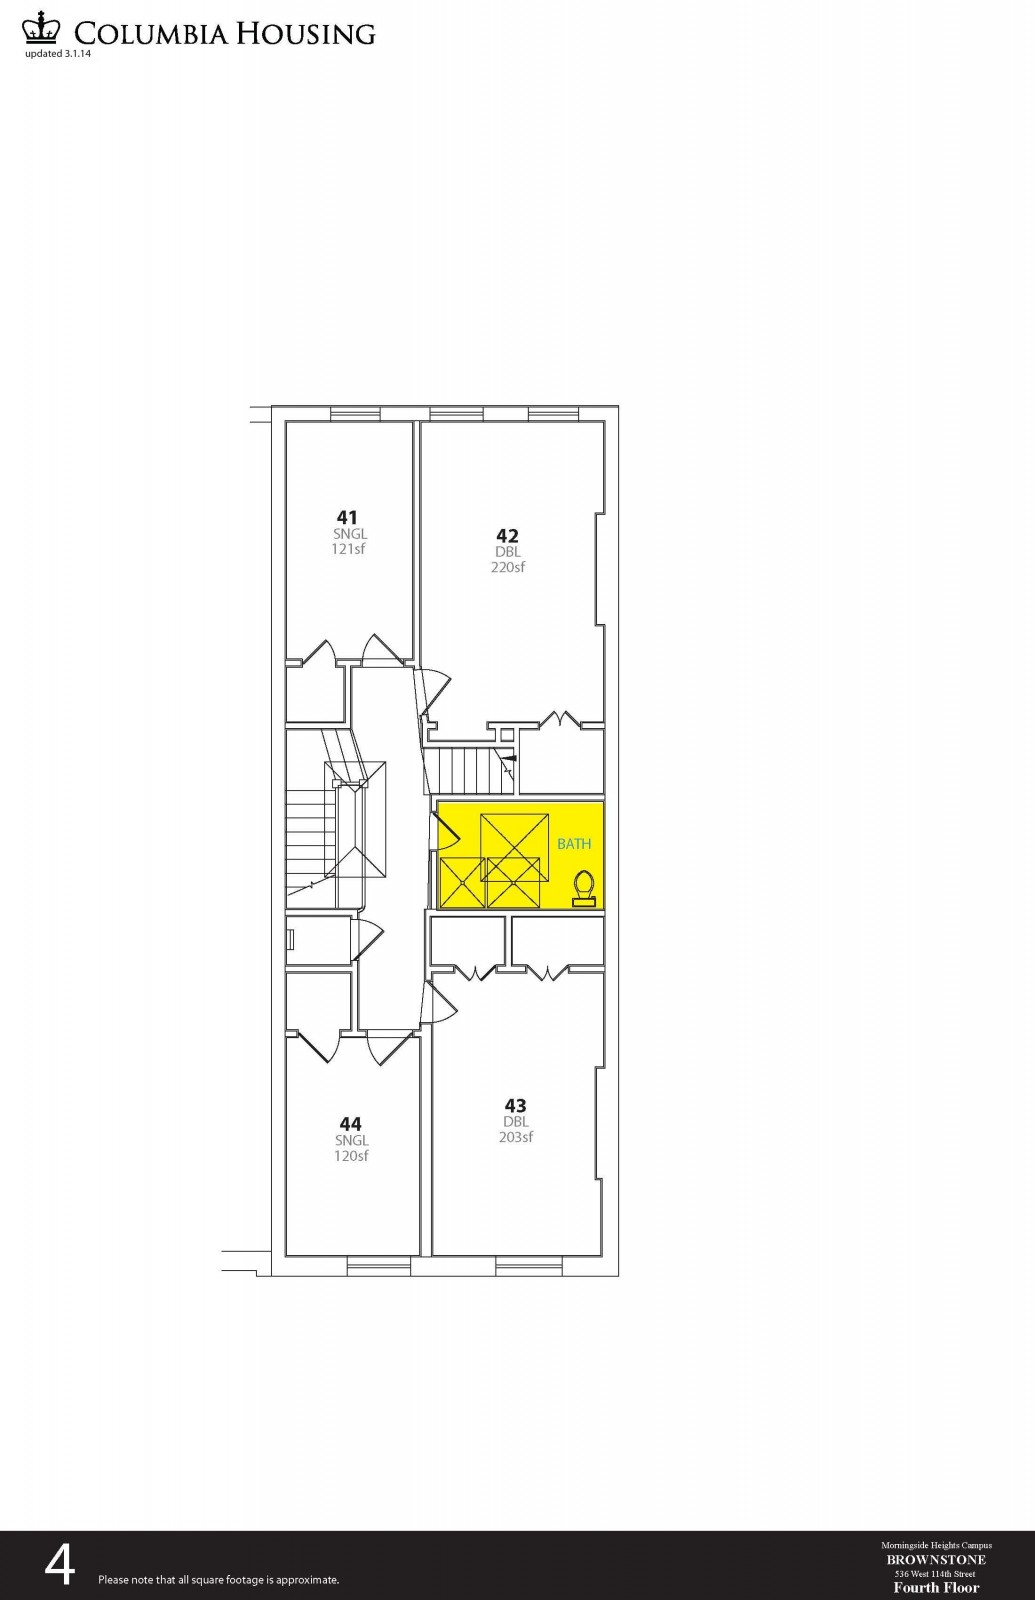 COLUMBIA HOUSING
updated 3.1.14
41
SNGL
121sf
42
DBL
220sf
BATH
43
DBL
203sf
44
SNGL
120sf
4
Please note that all square footage is approximate.
Morningside Heights Campus
BROWNSTONE
536 West 114th Street
Fourth Floor